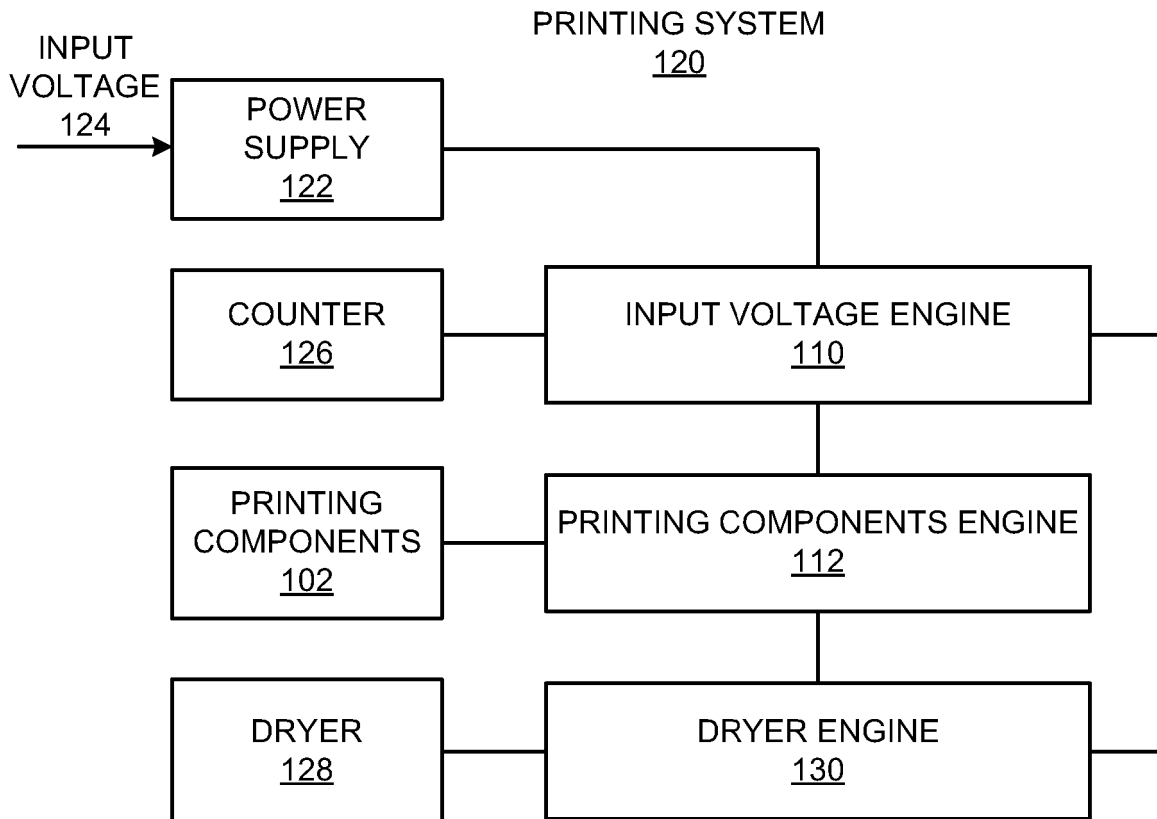 PRINTING SYSTEM
120
INPUT
VOLTAGE
124
POWER
SUPPLY
122
COUNTER
126
INPUT VOLTAGE ENGINE
110
PRINTING
COMPONENTS
102
PRINTING COMPONENTS ENGINE
112
DRYER
128
DRYER ENGINE
130